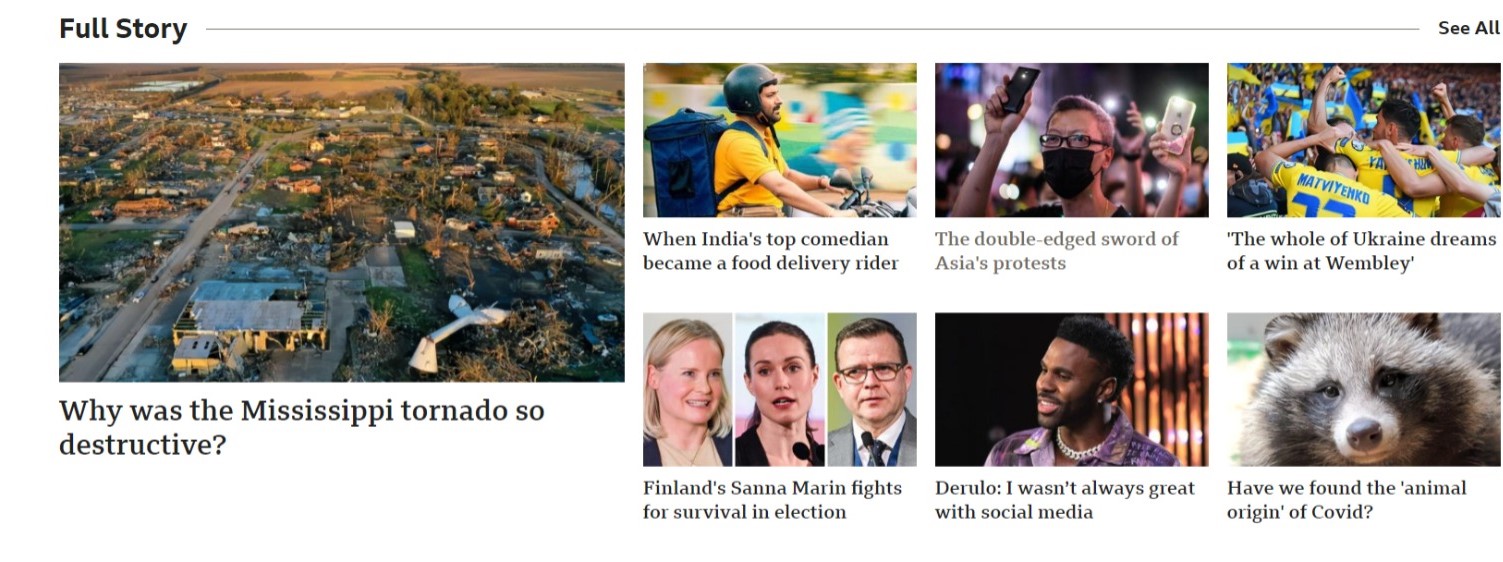 Full Story
See All
Why was the Mississippi tornado so
destructive?
When India's top comedian
became a food delivery rider
The double-edged sword of
Asia's protests
MATVIYENKO
'The whole of Ukraine dreams
of a win at Wembley'
Finland's Sanna Marin fights
for survival in election
Derulo: I wasn’t always great
with social media
Have we found the 'animal
origin' of Covid?